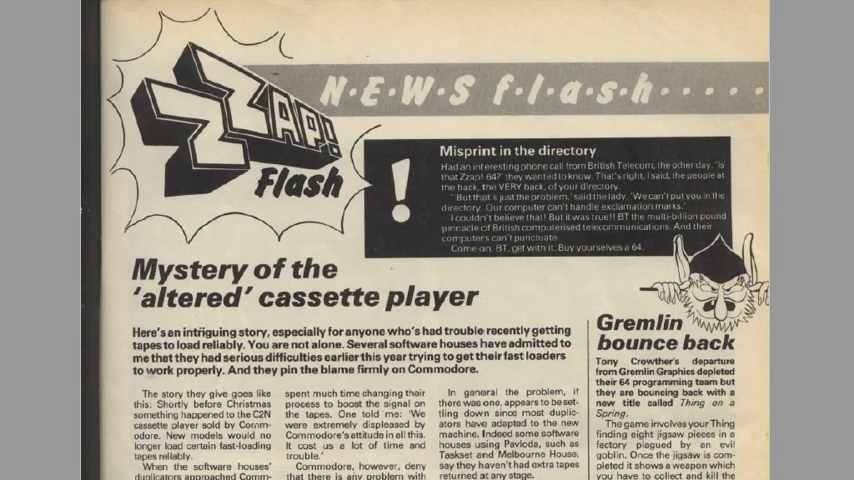 ZZAP!
Flash
N·E·W·S f·l·a·s·h·····
!
Misprint in the directory
Had an interesting phone call from British Telecom, the other day. 'Is
that Zzap! 64?' they wanted to know. That's right, I said, the people at
the back, the VERY back, of your directory.
'But that's just the problem,' said the lady. 'We can't put you in the
directory. Our computer can't handle exclamation marks.'
I couldn't believe that! But it was true!! BT the multi-billion pound
pinnacle of British computerised telecommunications. And their
computers can't punctuate.
Come on, BT, get with it. Buy yourselves a 64.
Mystery of the
'altered' cassette player
Here's an intriguing story, especially for anyone who's had trouble recently getting
tapes to load reliably. You are not alone. Several software houses have admitted to
me that they had serious difficulties earlier this year trying to get their fast loaders
to work properly. And they pin the blame firmly on Commodore.
The story they give goes like
this: Shortly before Christmas
something happened to the C2N
cassette player sold by Comm-
odore. New models would no
longer load certain fast-loading
tapes reliably.
When the software houses'
duplicators approached Comm-
spent much time changing their
process to boost the signal on
the tapes. One told me: 'We
were extremely displeased by
Commodore's attitude in all this.
It cost us a lot of time and
trouble.'
Commodore, however, deny
that there is any problem with
In general the problem, if
there was one, appears to be set-
tling down since most duplic-
ators have adapted to the new
machine. Indeed some software
houses using Pavloda, such as
Taskset and Melbourne House,
say they haven't had extra tapes
returned at any stage.
Gremlin
bounce back
Tony Crowther's departure
from Gremlin Graphics depleted
their 64 programming team but
they are bouncing back with a
new title called Thing on a
Spring.
The game involves your Thing
finding eight jigsaw pieces in a
factory plagued by an evil
goblin. Once the jigsaw is com-
pleted it shows a weapon which
you have to collect and kill the